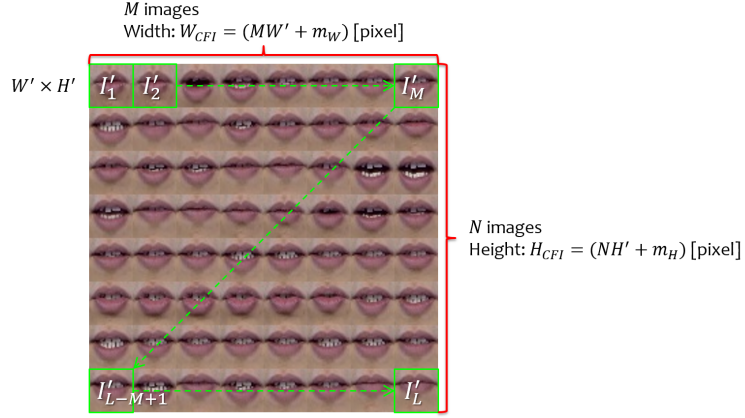 M images
Width: W_CFI = (MW′ + m_W) [pixel]
W′ × H′
I′_1 I′_2 I′_M
N images
Height: H_CFI = (NH′ + m_H) [pixel]
I′_L−M+1 I′_L